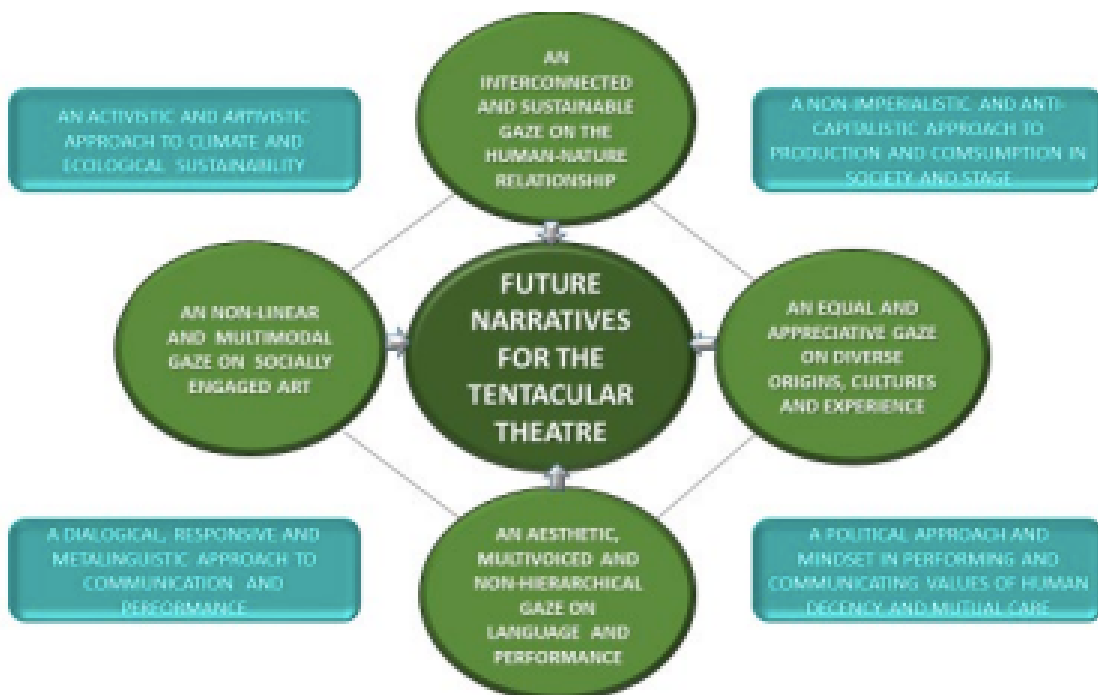 AN
INTERCONNECTED
AND SUSTAINABLE
GAZE ON THE
HUMAN-NATURE
RELATIONSHIP
AN ACTIVISTIC AND ARTIVISTIC
APPROACH TO CLIMATE AND
ECOLOGICAL SUSTAINABILITY
A NON-IMPERIALISTIC AND ANTI-
CAPITALISTIC APPROACH TO
PRODUCTION AND COMSUMPTION IN
SOCIETY AND STAGE
AN NON-LINEAR
AND MULTIMODAL
GAZE ON SOCIALLY
ENGAGED ART
FUTURE
NARRATIVES
FOR THE
TENTACULAR
THEATRE
AN EQUAL AND
APPRECIATIVE GAZE
ON DIVERSE
ORIGINS, CULTURES
AND EXPERIENCE
A DIALOGICAL, RESPONSIVE AND
METALINGUISTIC APPROACH TO
COMMUNICATION AND
PERFORMANCE
AN AESTHETIC,
MULTIVOICED AND
NON-HIERARCHICAL
GAZE ON
LANGUAGE AND
PERFORMANCE
A POLITICAL APPROACH AND
MINDSET IN PERFORMING AND
COMMUNICATING VALUES OF HUMAN
DECENCY AND MUTUAL CARE